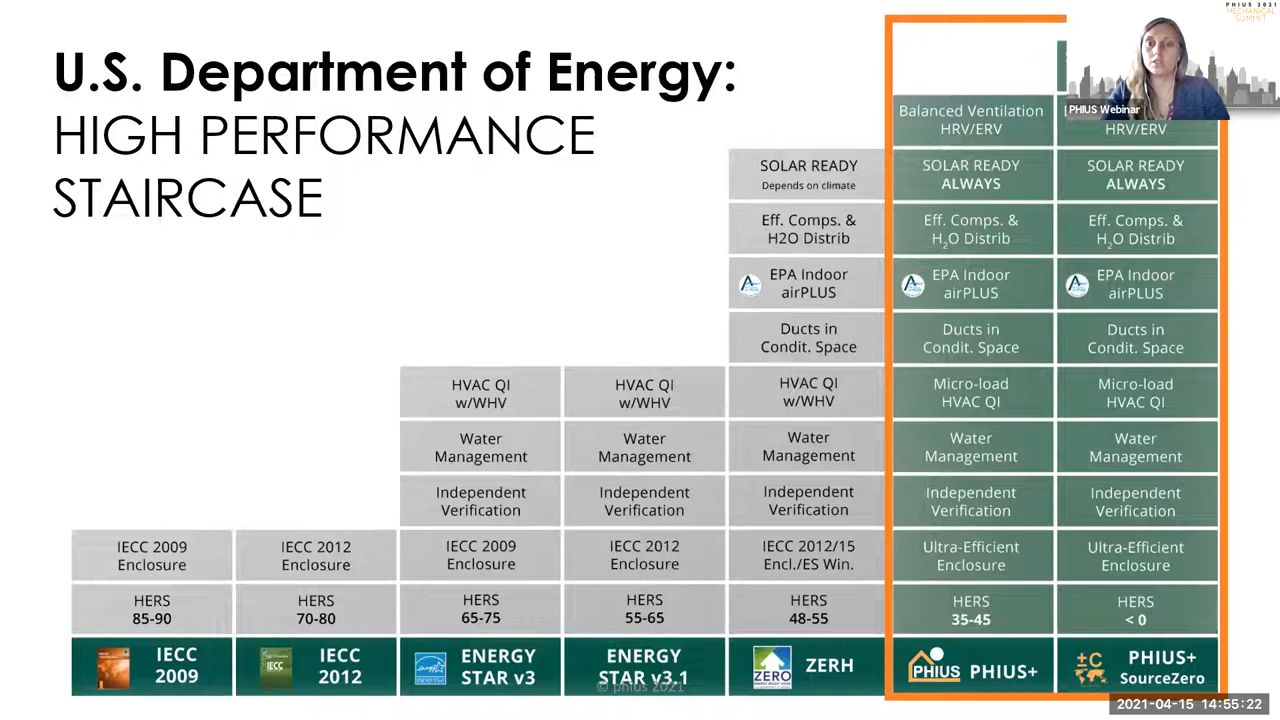 PHIUS 2021
MECHANICAL
SUMMIT
U.S. Department of Energy:
HIGH PERFORMANCE
STAIRCASE
PHIUS Webinar
Balanced Ventilation
HRV/ERV
HRV/ERV
SOLAR READY
Depends on climate
SOLAR READY
ALWAYS
SOLAR READY
ALWAYS
Eff. Comps. &
H2O Distrib
Eff. Comps. &
H₂O Distrib
Eff. Comps. &
H₂O Distrib
EPA Indoor
airPLUS
EPA Indoor
airPLUS
EPA Indoor
airPLUS
Ducts in
Condit. Space
Ducts in
Condit. Space
Ducts in
Condit. Space
HVAC QI
w/WHV
HVAC QI
w/WHV
HVAC QI
w/WHV
Micro-load
HVAC QI
Micro-load
HVAC QI
Water
Management
Water
Management
Water
Management
Water
Management
Water
Management
Independent
Verification
Independent
Verification
Independent
Verification
Independent
Verification
Independent
Verification
IECC 2009
Enclosure
IECC 2012
Enclosure
IECC 2009
Enclosure
IECC 2012
Enclosure
IECC 2012/15
Encl./ES Win.
Ultra-Efficient
Enclosure
Ultra-Efficient
Enclosure
HERS
85-90
HERS
70-80
HERS
65-75
HERS
55-65
HERS
48-55
HERS
35-45
HERS
< 0
IECC
2009
IECC
IECC
2012
ENERGY
STAR v3
ENERGY
STAR v3.1
ZERH
PHIUS
PHIUS+
±C
PHIUS+
SourceZero
© phius 2021
2021-04-15 14:55:22